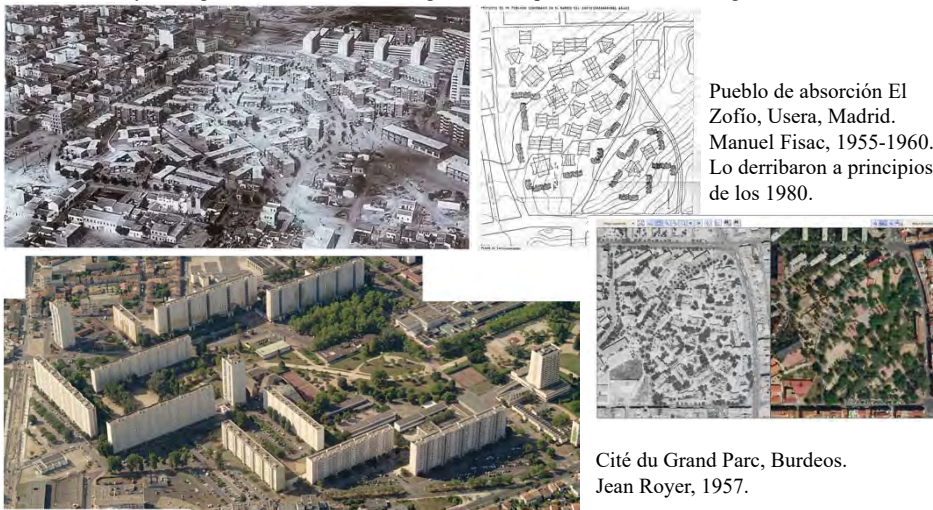 Pueblo de absorción El
Zofío, Usera, Madrid.
Manuel Fisac, 1955-1960.
Lo derribaron a principios
de los 1980.
Cité du Grand Parc, Burdeos.
Jean Royer, 1957.